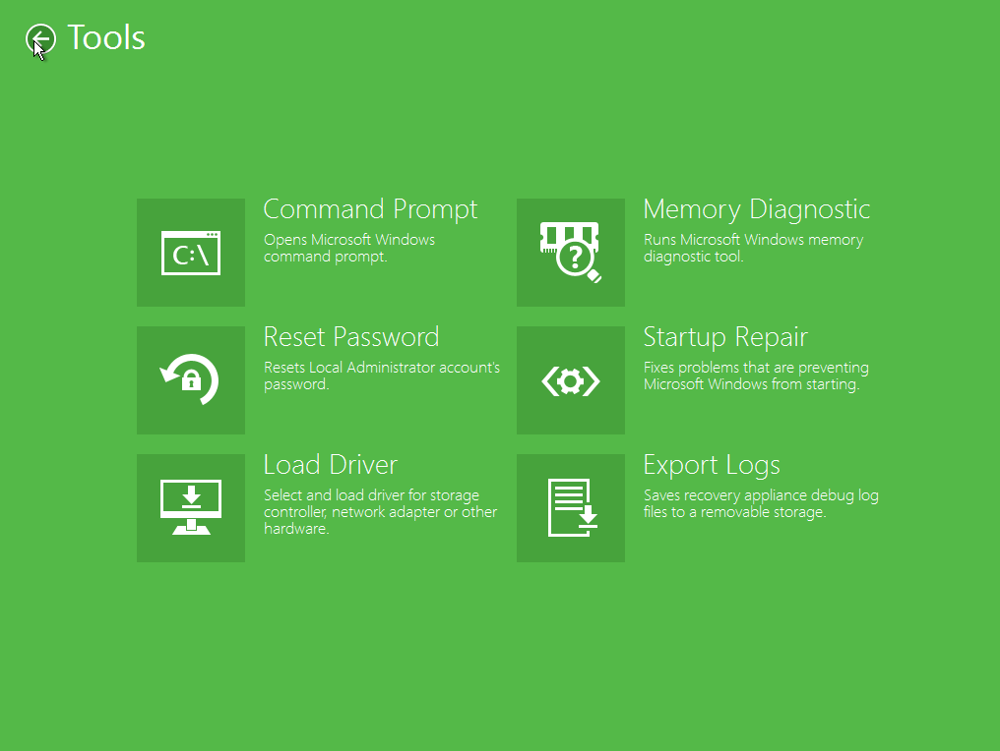 Tools
Command Prompt
Opens Microsoft Windows
command prompt.
C:\
Memory Diagnostic
Runs Microsoft Windows memory
diagnostic tool.
?
Reset Password
Resets Local Administrator account's
password.
Startup Repair
Fixes problems that are preventing
Microsoft Windows from starting.
Load Driver
Select and load driver for storage
controller, network adapter or other
hardware.
Export Logs
Saves recovery appliance debug log
files to a removable storage.